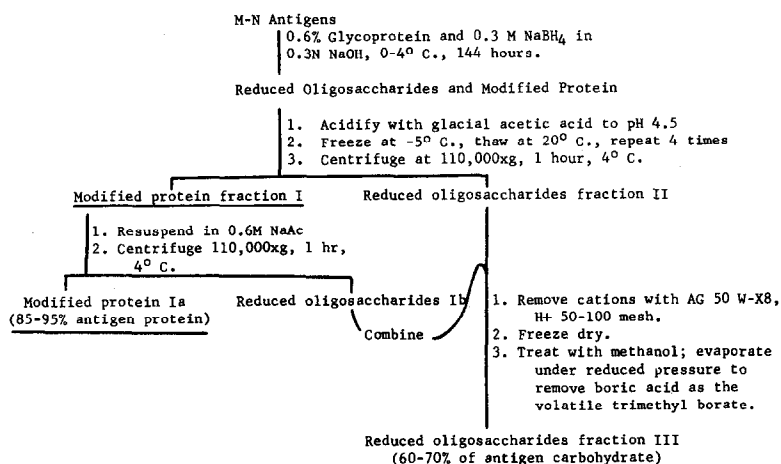 M-N Antigens
0.6% Glycoprotein and 0.3 M NaBH4 in
0.3N NaOH, 0-4° C., 144 hours.
Reduced Oligosaccharides and Modified Protein
1. Acidify with glacial acetic acid to pH 4.5
2. Freeze at -5° C., thaw at 20° C., repeat 4 times
3. Centrifuge at 110,000xg, 1 hour, 4° C.
Modified protein fraction I
Reduced oligosaccharides fraction II
1. Resuspend in 0.6M NaAc
2. Centrifuge 110,000xg, 1 hr,
4° C.
Modified protein Ia
(85-95% antigen protein)
Reduced oligosaccharides Ib
Combine
1. Remove cations with AG 50 W-X8,
H+ 50-100 mesh.
2. Freeze dry.
3. Treat with methanol; evaporate
under reduced pressure to
remove boric acid as the
volatile trimethyl borate.
Reduced oligosaccharides fraction III
(60-70% of antigen carbohydrate)